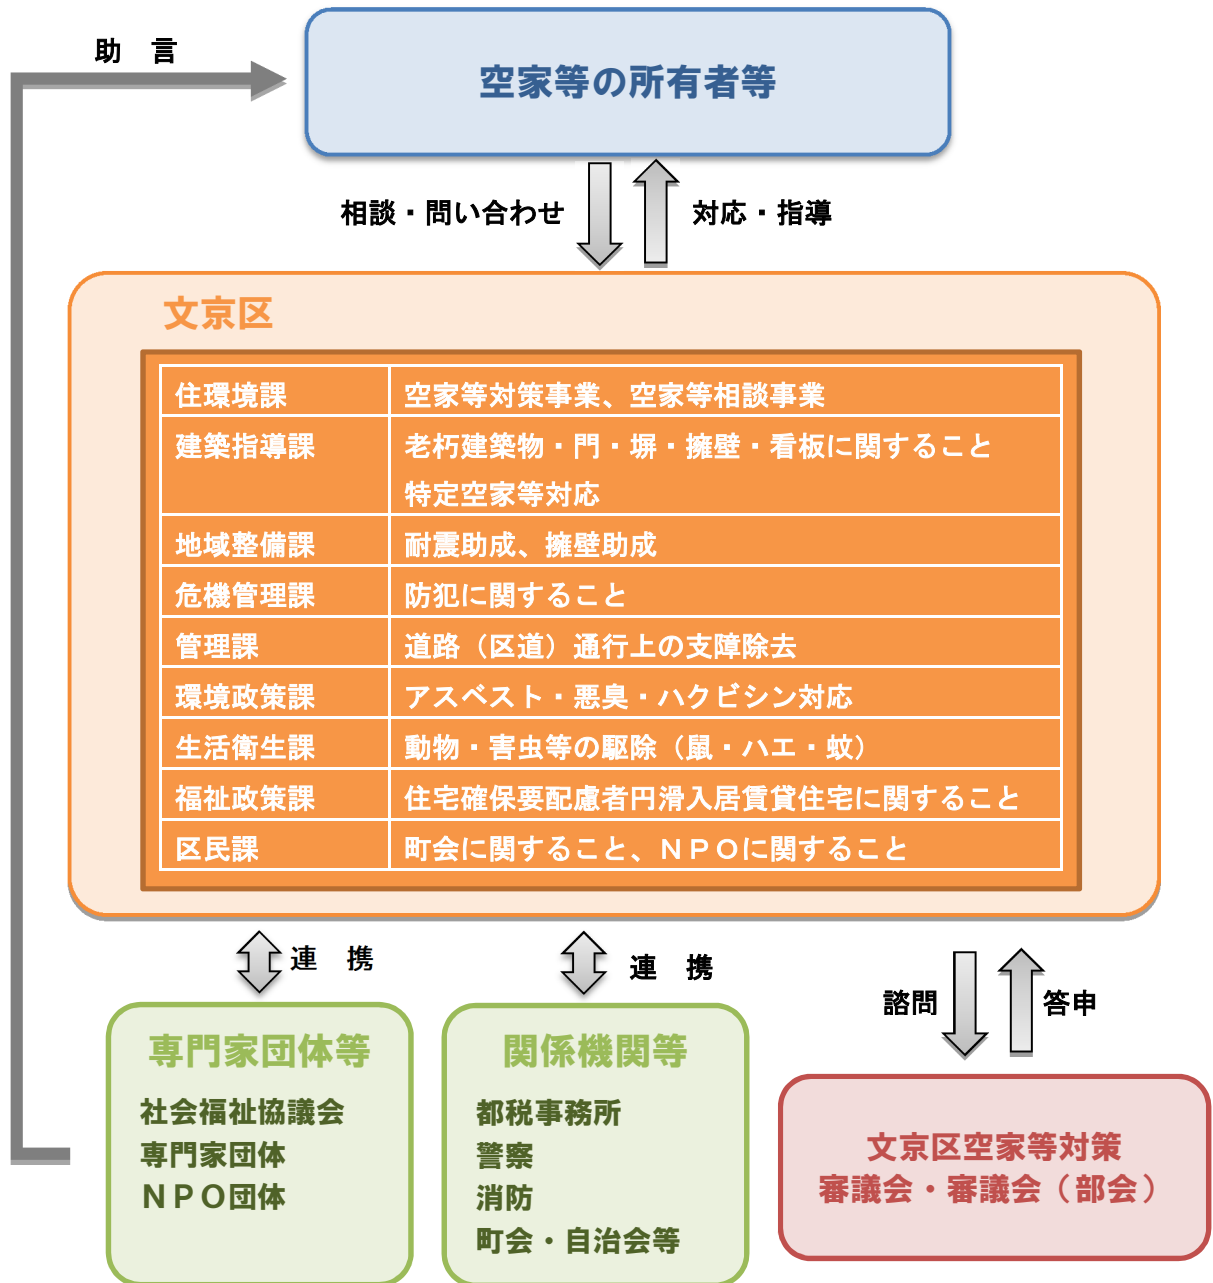 助　言
空家等の所有者等
相談・問い合わせ
対応・指導
文京区
住環境課
空家等対策事業、空家等相談事業
建築指導課
老朽建築物・門・塀・擁壁・看板に関すること
特定空家等対応
地域整備課
耐震助成、擁壁助成
危機管理課
防犯に関すること
管理課
道路（区道）通行上の支障除去
環境政策課
アスベスト・悪臭・ハクビシン対応
生活衛生課
動物・害虫等の駆除（鼠・ハエ・蚊）
福祉政策課
住宅確保要配慮者円滑入居賃貸住宅に関すること
区民課
町会に関すること、ＮＰＯに関すること
連　携
連　携
諮問
答申
専門家団体等
社会福祉協議会
専門家団体
ＮＰＯ団体
関係機関等
都税事務所
警察
消防
町会・自治会等
文京区空家等対策
審議会・審議会（部会）